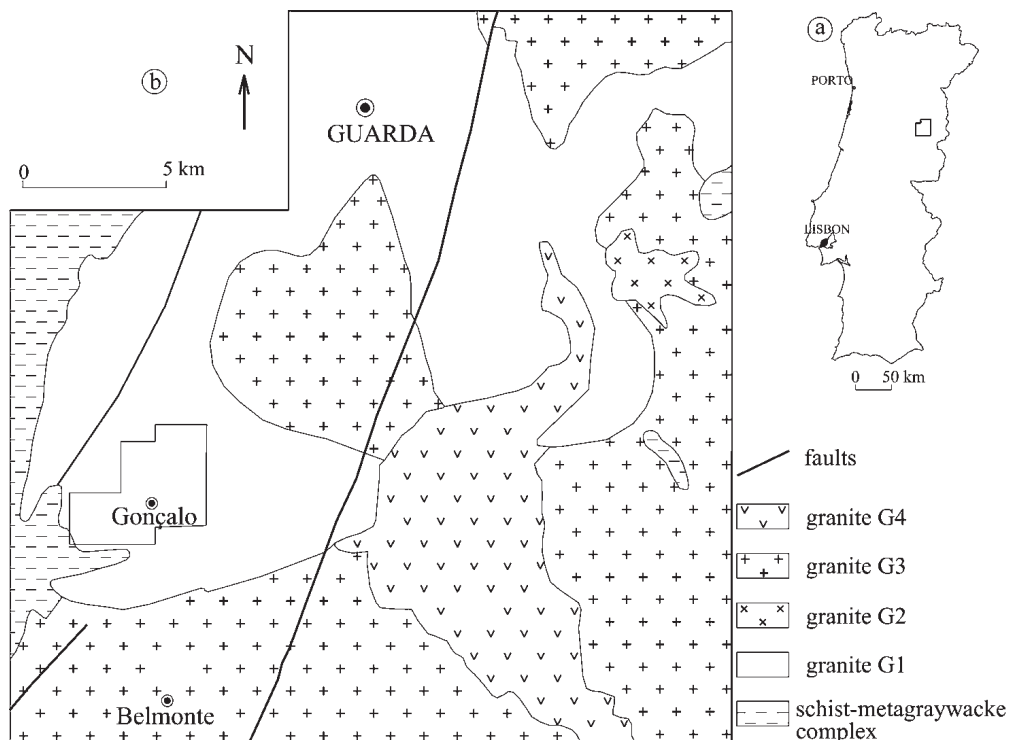 b
N
GUARDA
0 5 km
Gonçalo
Belmonte
a
PORTO
LISBON
0 50 km
faults
granite G4
granite G3
granite G2
granite G1
schist-metagraywacke
complex